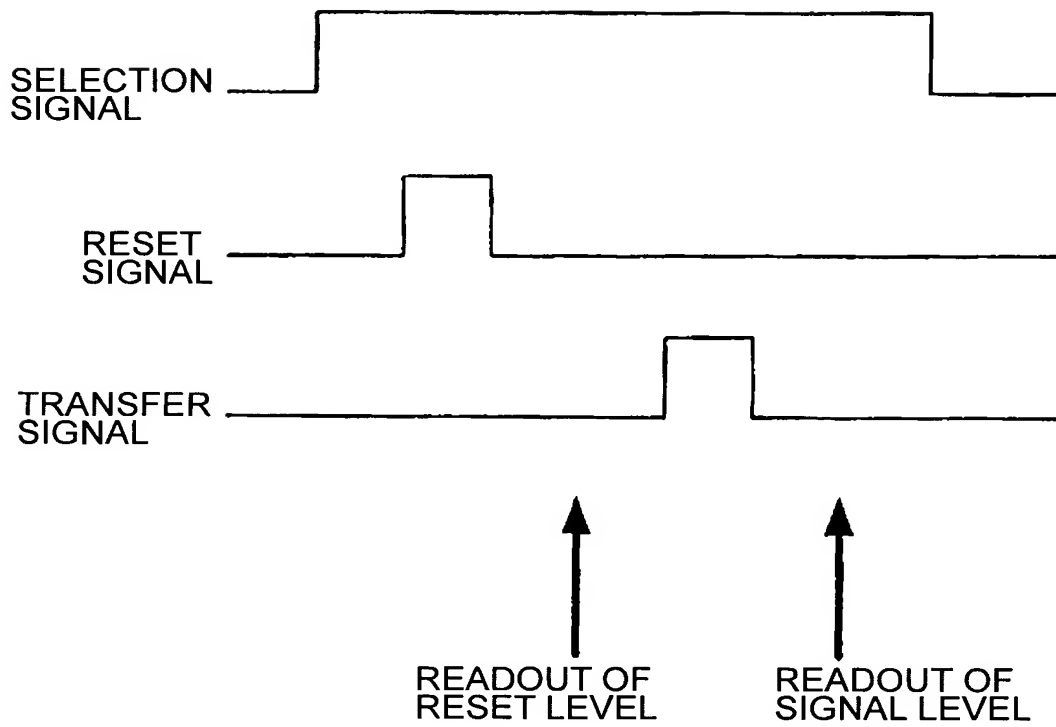 SELECTION
SIGNAL
RESET
SIGNAL
TRANSFER
SIGNAL
READOUT OF
RESET LEVEL
READOUT OF
SIGNAL LEVEL